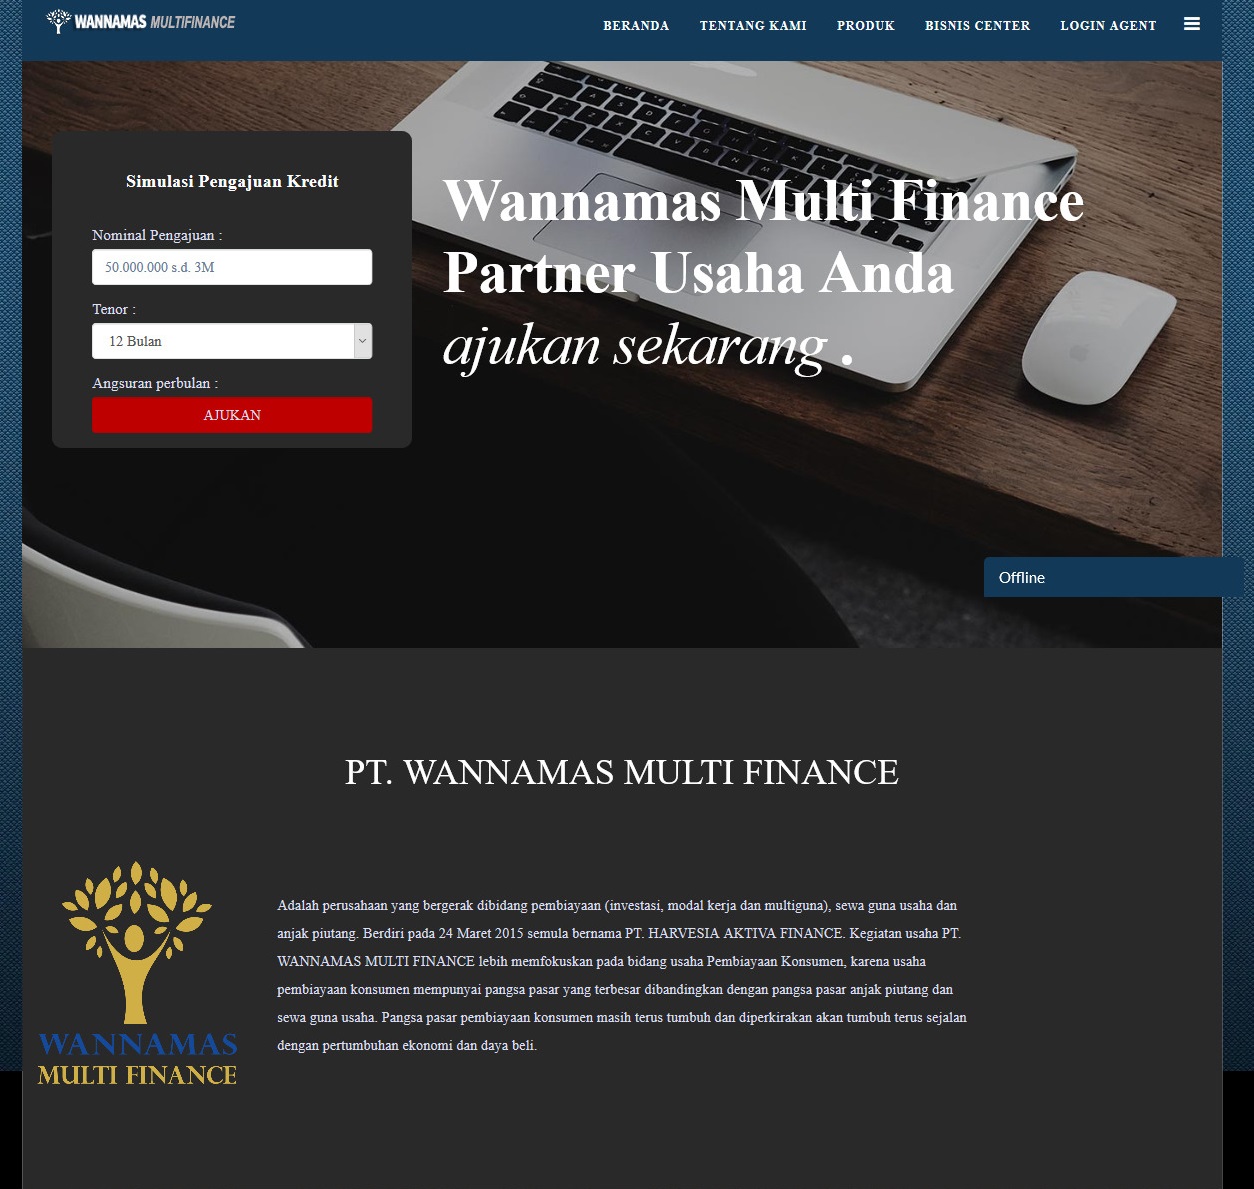 WANNAMAS MULTIFINANCE
BERANDA TENTANG KAMI PRODUK BISNIS CENTER LOGIN AGENT
Simulasi Pengajuan Kredit
Nominal Pengajuan :
50.000.000 s.d. 3M
Tenor :
12 Bulan
Angsuran perbulan :
AJUKAN
Wannamas Multi Finance
Partner Usaha Anda
ajukan sekarang .
Offline
PT. WANNAMAS MULTI FINANCE
WANNAMAS
MULTI FINANCE
Adalah perusahaan yang bergerak dibidang pembiayaan (investasi, modal kerja dan multiguna), sewa guna usaha dan
anjak piutang. Berdiri pada 24 Maret 2015 semula bernama PT. HARVESIA AKTIVA FINANCE. Kegiatan usaha PT.
WANNAMAS MULTI FINANCE lebih memfokuskan pada bidang usaha Pembiayaan Konsumen, karena usaha
pembiayaan konsumen mempunyai pangsa pasar yang terbesar dibandingkan dengan pangsa pasar anjak piutang dan
sewa guna usaha. Pangsa pasar pembiayaan konsumen masih terus tumbuh dan diperkirakan akan tumbuh terus sejalan
dengan pertumbuhan ekonomi dan daya beli.